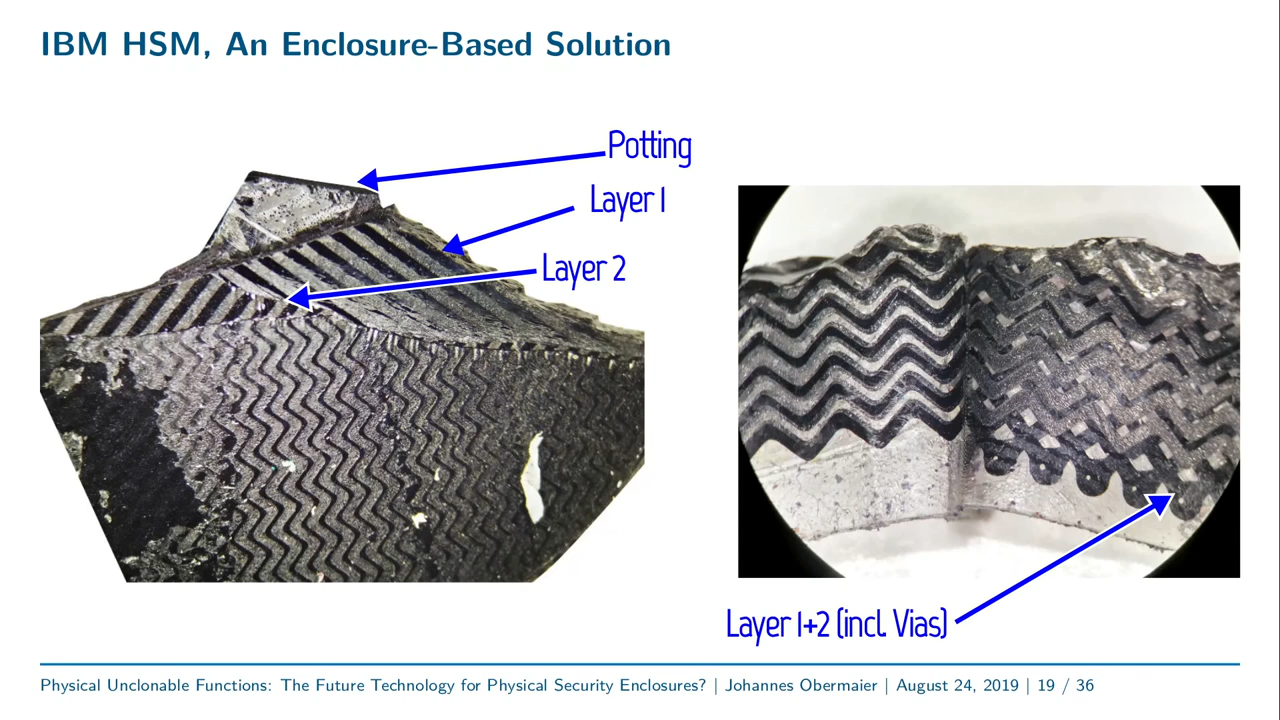 IBM HSM, An Enclosure-Based Solution
Potting
Layer 1
Layer 2
Layer 1+2 (incl. Vias)
Physical Unclonable Functions: The Future Technology for Physical Security Enclosures? | Johannes Obermaier | August 24, 2019 | 19 / 36